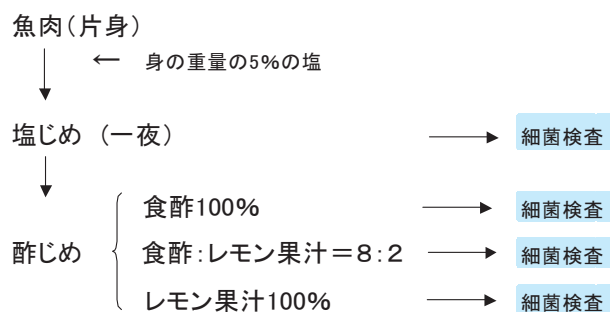 魚肉(片身)
← 身の重量の5%の塩
塩じめ (一夜) 細菌検査
食酢100% 細菌検査
酢じめ 食酢:レモン果汁=8:2 細菌検査
レモン果汁100% 細菌検査